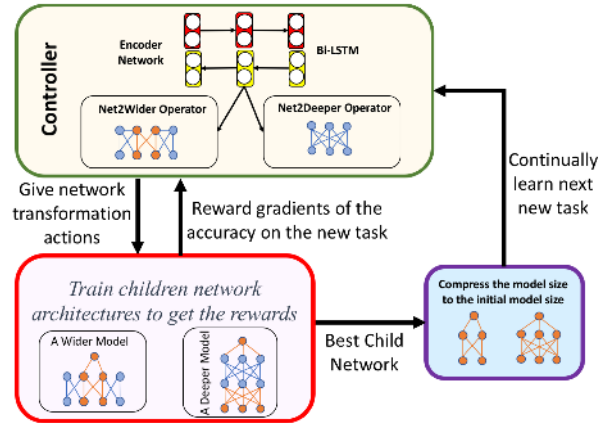 Controller
Encoder
Network
Bi-LSTM
Net2Wider Operator
Net2Deeper Operator
Give network
transformation
actions
Reward gradients of the
accuracy on the new task
Continually
learn next
new task
Train children network
architectures to get the rewards
A Wider Model
A Deeper Model
Best Child
Network
Compress the model size
to the initial model size